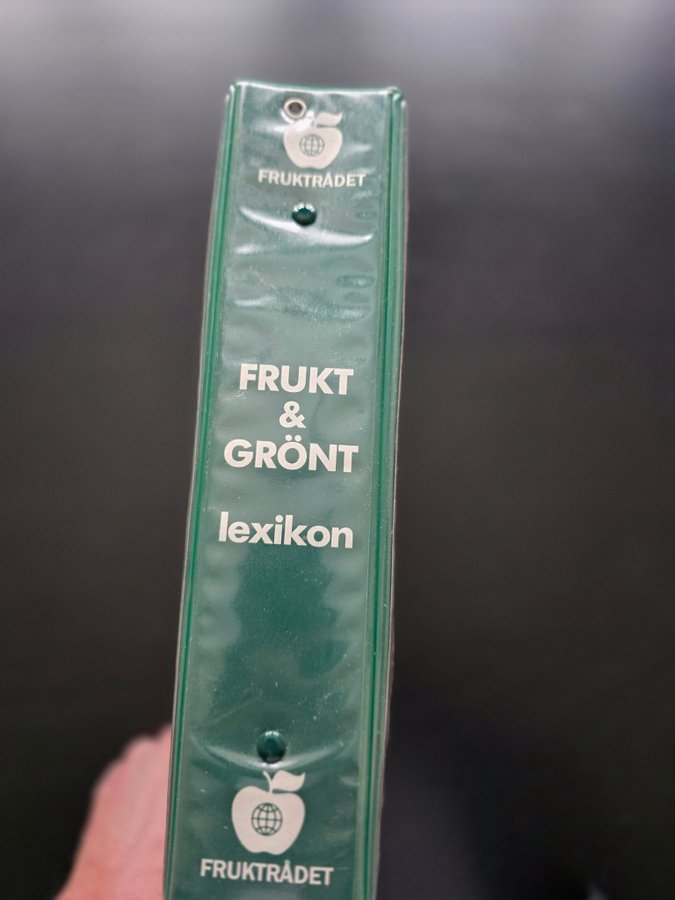 FRUKTRÅDET
FRUKT
&
GRÖNT
lexikon
FRUKTRÅDET